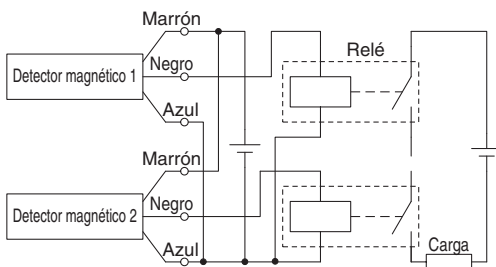 Marrón
Detector magnético 1
Negro
Azul
Relé
Marrón
Detector magnético 2
Negro
Azul
Carga